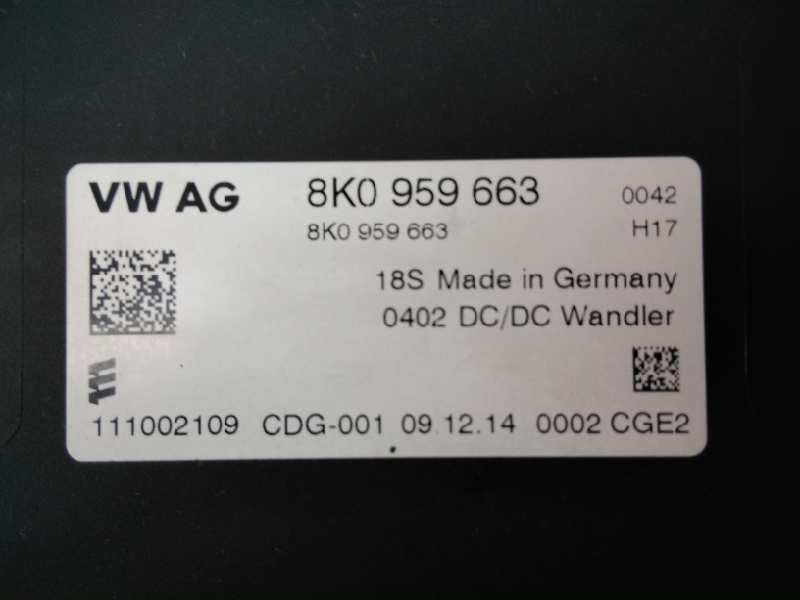 VW AG 8K0 959 663 0042
8K0 959 663 H17
18S Made in Germany
0402 DC/DC Wandler
111002109 CDG-001 09.12.14 0002 CGE2